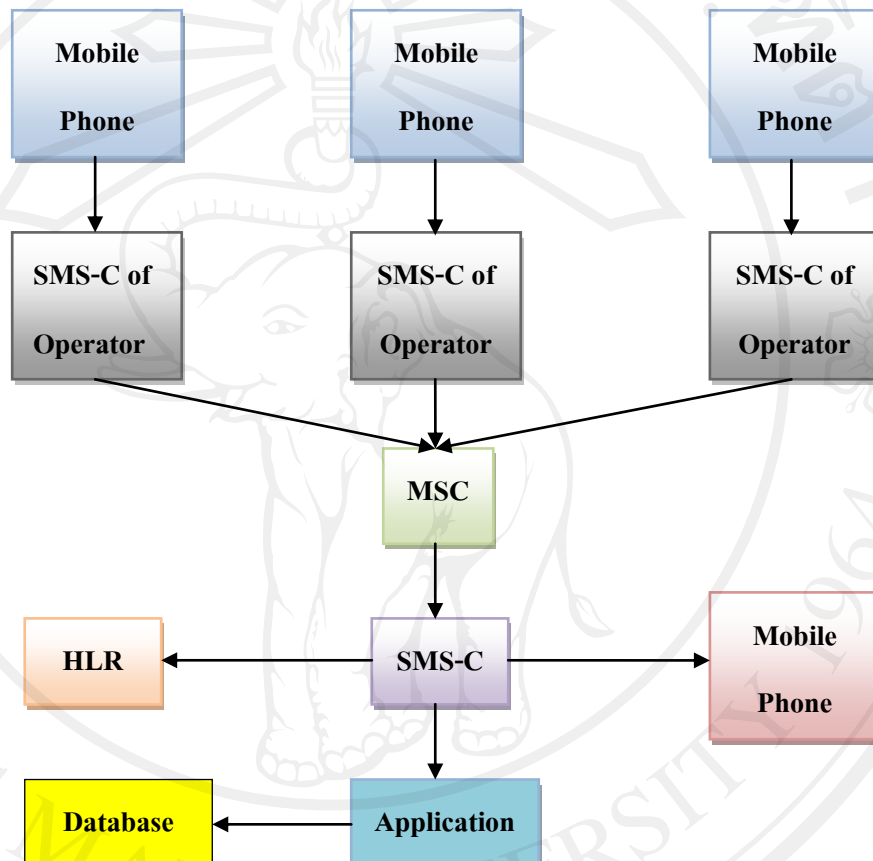 Mobile
Phone
Mobile
Phone
Mobile
Phone
SMS-C of
Operator
SMS-C of
Operator
SMS-C of
Operator
MSC
HLR
SMS-C
Mobile
Phone
Database
Application
1964